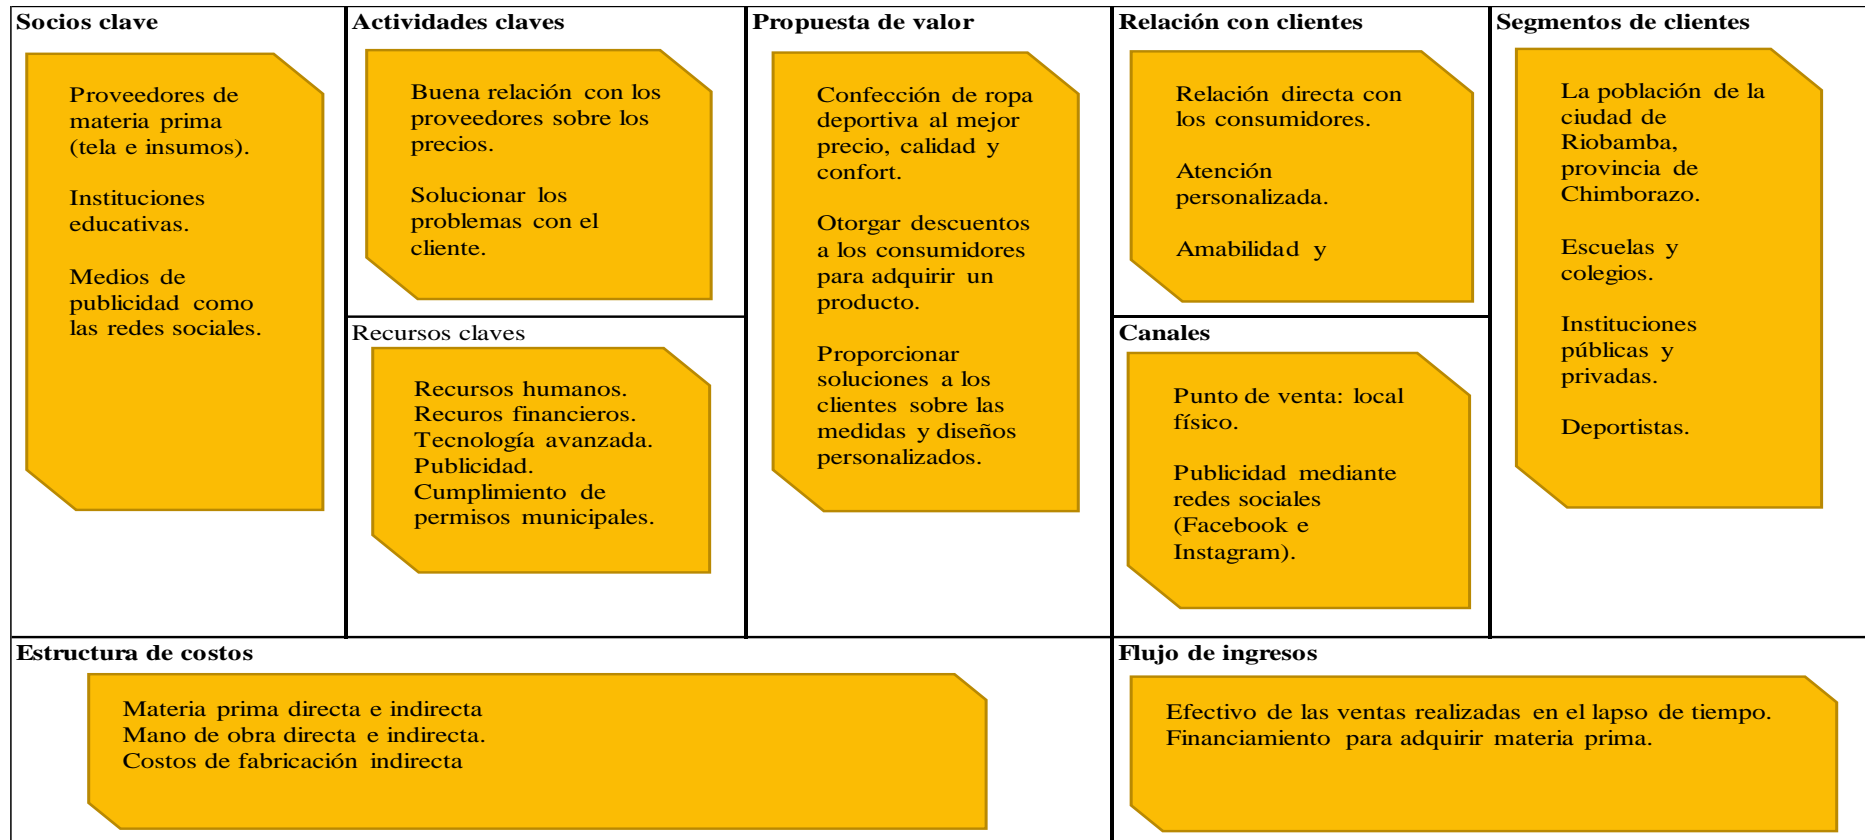 Socios clave
Proveedores de
materia prima
(tela e insumos).
Instituciones
educativas.
Medios de
publicidad como
las redes sociales.
Actividades claves
Buena relación con los
proveedores sobre los
precios.
Solucionar los
problemas con el
cliente.
Recursos claves
Recursos humanos.
Recuros financieros.
Tecnología avanzada.
Publicidad.
Cumplimiento de
permisos municipales.
Propuesta de valor
Confección de ropa
deportiva al mejor
precio, calidad y
confort.
Otorgar descuentos
a los consumidores
para adquirir un
producto.
Proporcionar
soluciones a los
clientes sobre las
medidas y diseños
personalizados.
Relación con clientes
Relación directa con
los consumidores.
Atención
personalizada.
Amabilidad y
Canales
Punto de venta: local
físico.
Publicidad mediante
redes sociales
(Facebook e
Instagram).
Segmentos de clientes
La población de la
ciudad de
Riobamba,
provincia de
Chimborazo.
Escuelas y
colegios.
Instituciones
públicas y
privadas.
Deportistas.
Estructura de costos
Materia prima directa e indirecta
Mano de obra directa e indirecta.
Costos de fabricación indirecta
Flujo de ingresos
Efectivo de las ventas realizadas en el lapso de tiempo.
Financiamiento para adquirir materia prima.